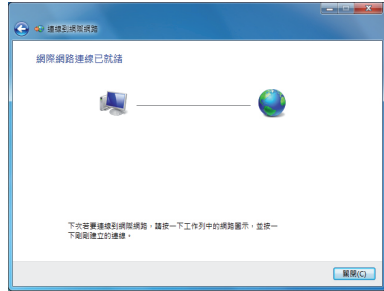 連線到網際網路
網際網路連線已就緒
下次若要連線到網際網路，請按一下工作列中的網路圖示，並按一
下剛剛建立的連線。
關閉(C)